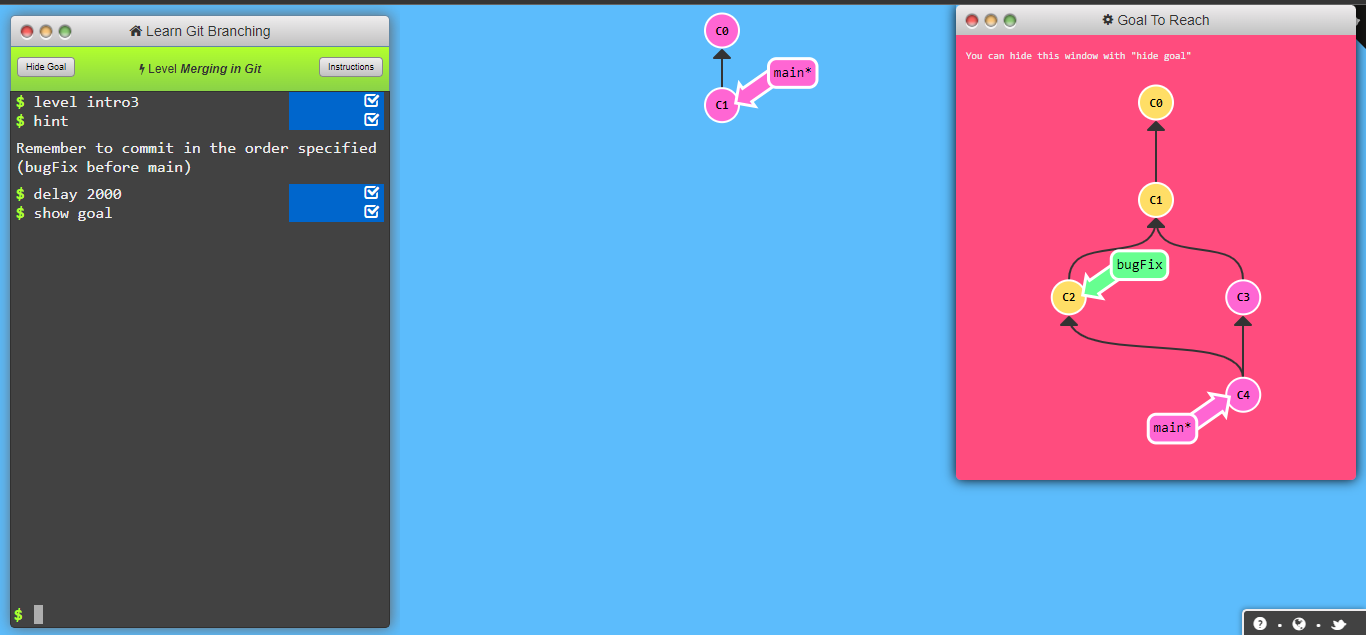 Learn Git Branching
Hide Goal
Level Merging in Git
Instructions
$ level intro3
$ hint
Remember to commit in the order specified
(bugFix before main)
$ delay 2000
$ show goal
$
C0
main*
C1
Goal To Reach
You can hide this window with "hide goal"
C0
C1
bugFix
C2
C3
C4
main*